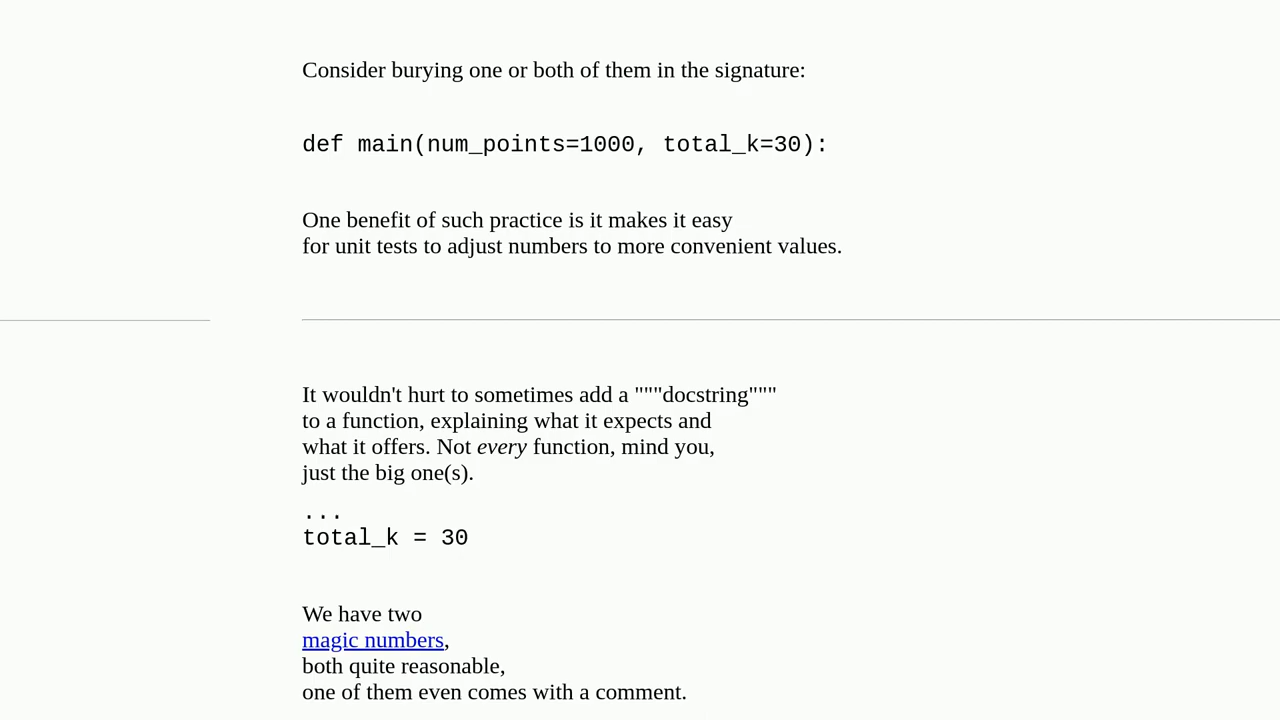 Consider burying one or both of them in the signature:
def main(num_points=1000, total_k=30):
One benefit of such practice is it makes it easy
for unit tests to adjust numbers to more convenient values.
It wouldn't hurt to sometimes add a """docstring"""
to a function, explaining what it expects and
what it offers. Not every function, mind you,
just the big one(s).
...
total_k = 30
We have two
magic numbers,
both quite reasonable,
one of them even comes with a comment.